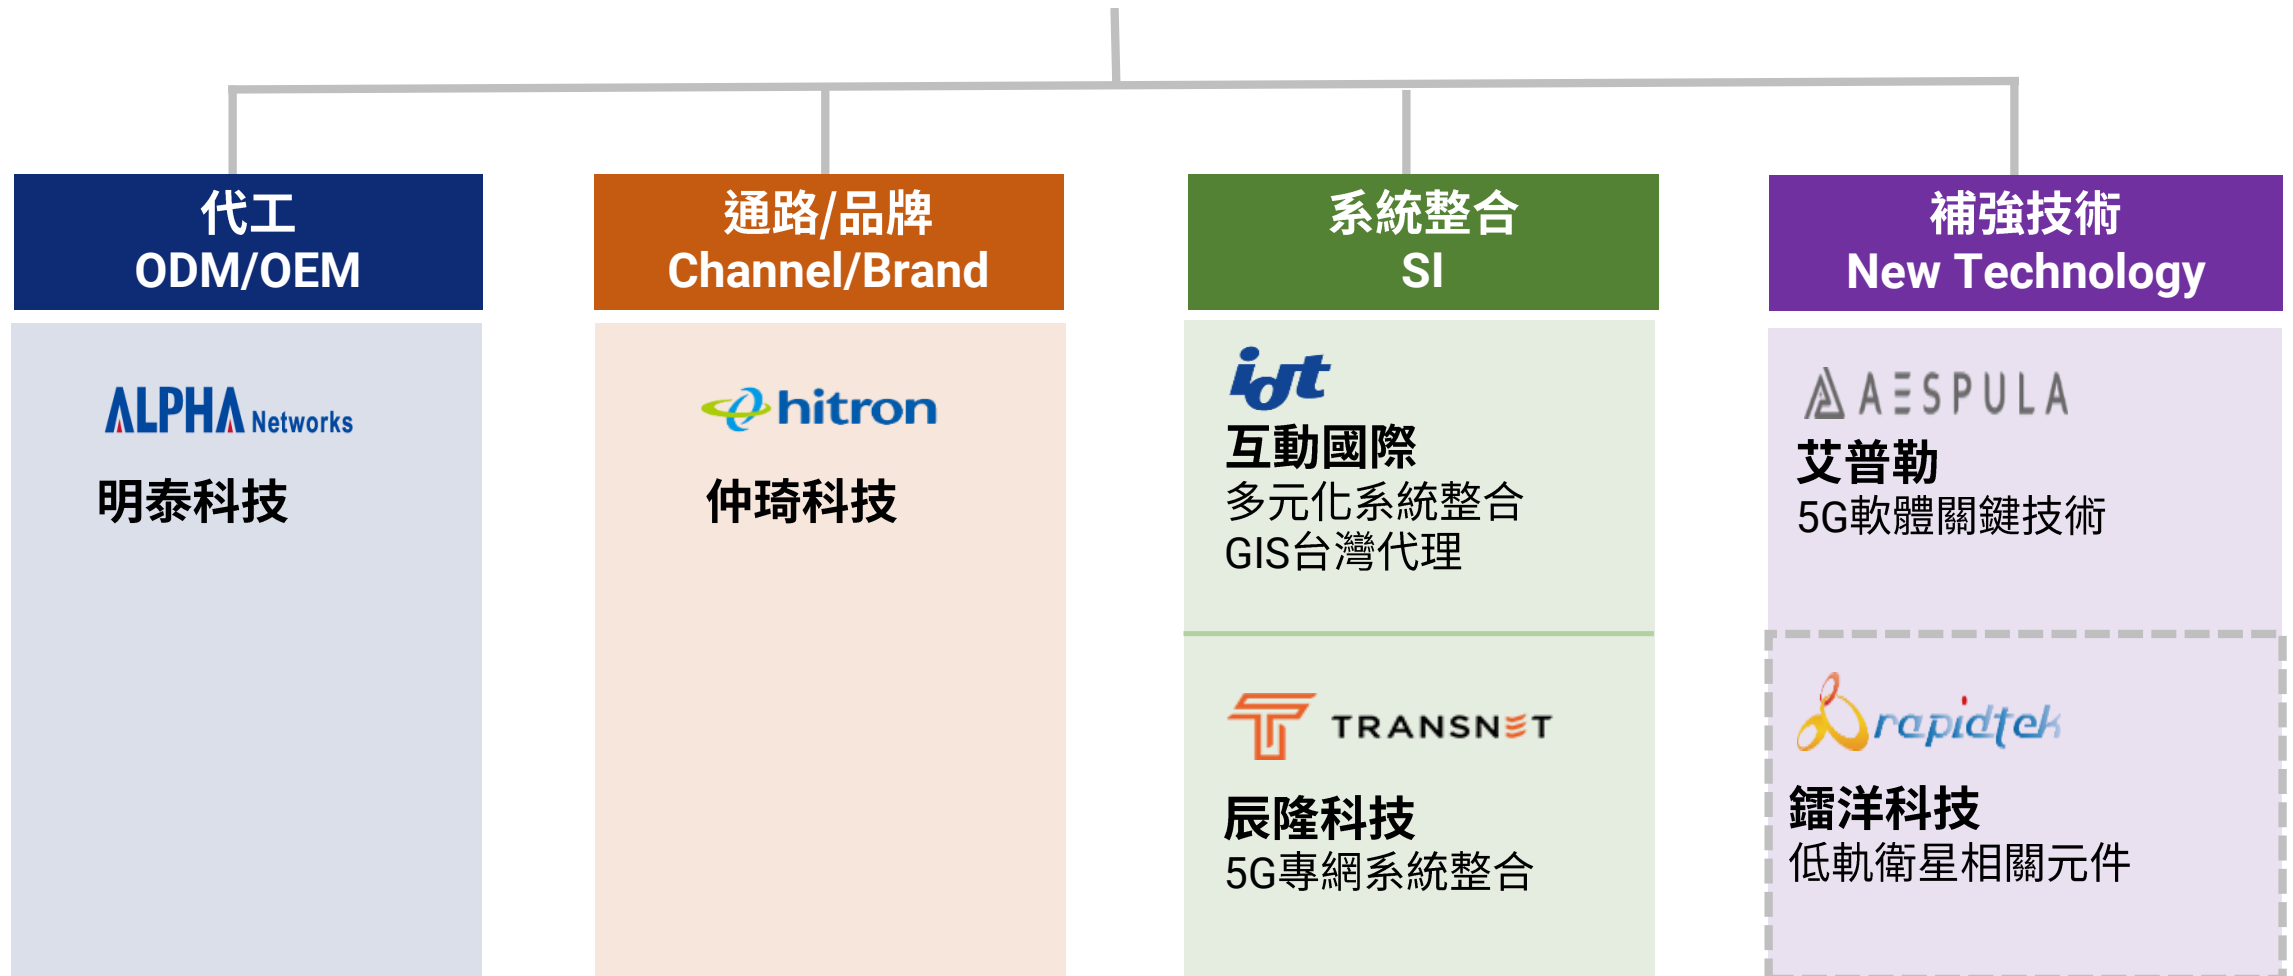 代工
ODM/OEM
ALPHA Networks
明泰科技
通路/品牌
Channel/Brand
hitron
仲琦科技
系統整合
SI
idt
互動國際
多元化系統整合
GIS台灣代理
TRANSNET
辰隆科技
5G專網系統整合
補強技術
New Technology
AESPULA
艾普勒
5G軟體關鍵技術
rapidtek
鐳洋科技
低軌衛星相關元件